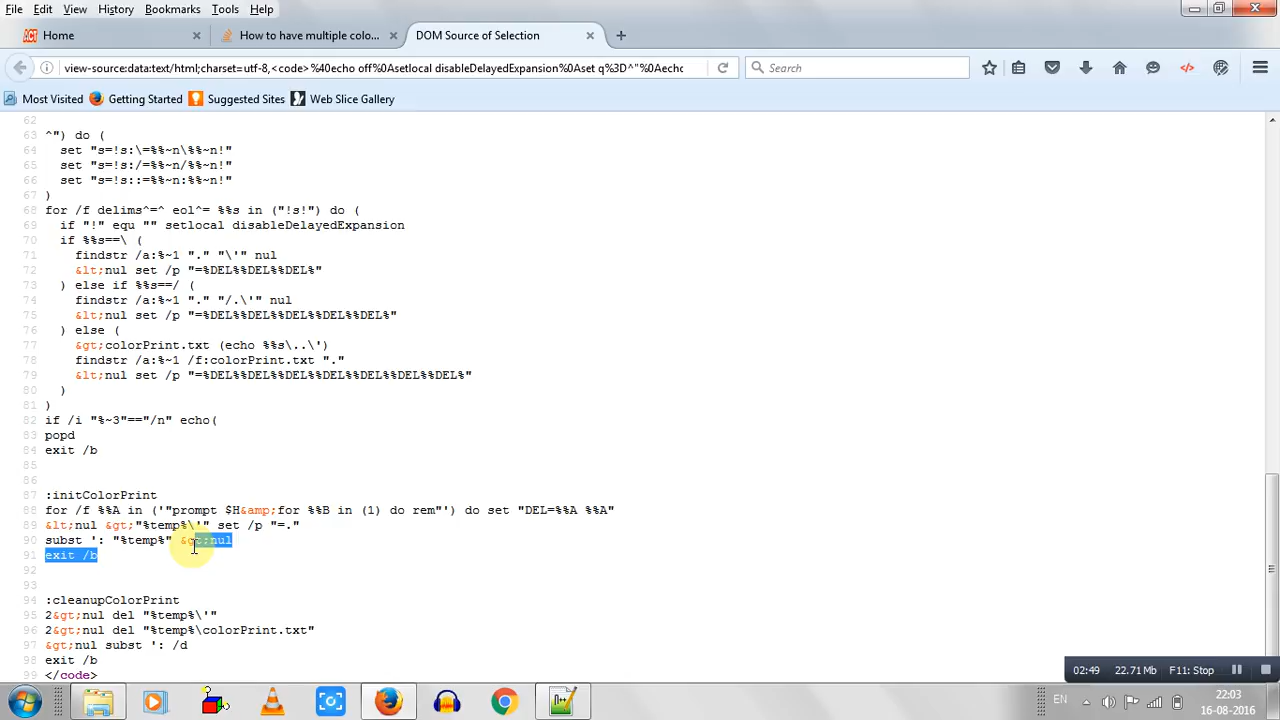 File Edit View History Bookmarks Tools Help
ACT Home × How to have multiple colo... × DOM Source of Selection × +
view-source:data:text/html;charset=utf-8,<code> %40echo off%0Asetlocal disableDelayedExpansion%0Aset q%3D^"%0Aechc Search
Most Visited Getting Started Suggested Sites Web Slice Gallery
62
63 ^") do (
64 set "s=!s:\=%%~n\%%~n!"
65 set "s=!s:/=%%~n/%%~n!"
66 set "s=!s::=%%~n:%%~n!"
67 )
68 for /f delims^=^ eol^= %%s in ("!s!") do (
69 if "!" equ "" setlocal disableDelayedExpansion
70 if %%s==\ (
71 findstr /a:%~1 "." "\'" nul
72 &lt;nul set /p "=%DEL%%DEL%%DEL%"
73 ) else if %%s==/ (
74 findstr /a:%~1 "." "/.\'" nul
75 &lt;nul set /p "=%DEL%%DEL%%DEL%%DEL%%DEL%"
76 ) else (
77 &gt;colorPrint.txt (echo %%s\..\')
78 findstr /a:%~1 /f:colorPrint.txt "."
79 &lt;nul set /p "=%DEL%%DEL%%DEL%%DEL%%DEL%%DEL%%DEL%"
80 )
81 )
82 if /i "%~3"=="/n" echo(
83 popd
84 exit /b
85
86
87 :initColorPrint
88 for /f %%A in ('"prompt $H&amp;for %%B in (1) do rem"') do set "DEL=%%A %%A"
89 &lt;nul &gt;"%temp%\'" set /p "=."
90 subst ': "%temp%" &gt;nul
91 exit /b
92
93
94 :cleanupColorPrint
95 2&gt;nul del "%temp%\'"
96 2&gt;nul del "%temp%\colorPrint.txt"
97 &gt;nul subst ': /d
98 exit /b
99 </code>
02:49 22.71 Mb F11: Stop
EN 22:03
16-08-2016